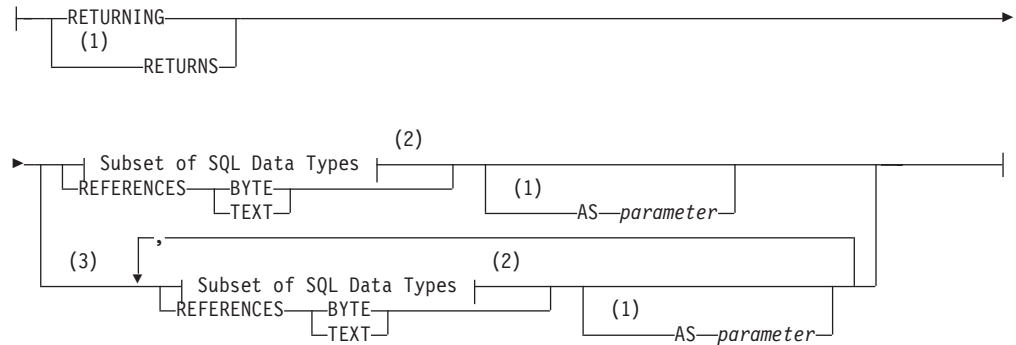 RETURNING
(1)
RETURNS
(2)
Subset of SQL Data Types
(1)
REFERENCES BYTE
TEXT
AS parameter
,
(3)
(2)
Subset of SQL Data Types
(1)
REFERENCES BYTE
TEXT
AS parameter